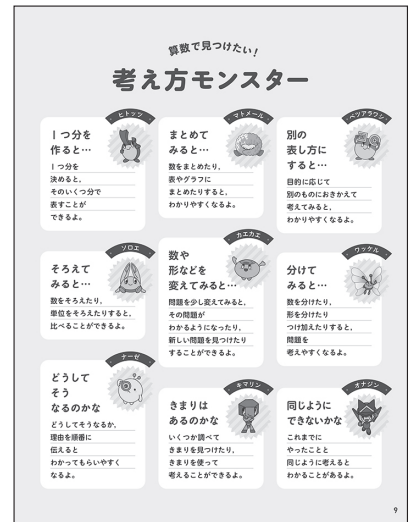 算数で見つけたい!
考え方モンスター
ヒトッツ
1つ分を
作ると…
1つ分を
決めると,
そのいくつ分で
表すことが
できるよ。
マトメール
まとめて
みると…
数をまとめたり,
表やグラフに
まとめたりすると,
わかりやすくなるよ。
ベツアラワシ
別の
表し方に
すると…
目的に応じて
別のものにおきかえて
考えてみると,
わかりやすくなるよ。
ソロエ
そろえて
みると…
数をそろえたり,
単位をそろえたりすると,
比べることができるよ。
カエカエ
数や
形などを
変えてみると…
問題を少し変えてみると,
その問題が
わかるようになったり,
新しい問題を見つけたり
することができるよ。
ワッケル
分けて
みると…
数を分けたり,
形を分けたり
つけ加えたりすると,
問題を
考えやすくなるよ。
ナーゼ
どうして
そう
なるのかな
どうしてそうなるか,
理由を順番に
伝えると
わかってもらいやすく
なるよ。
キマリン
きまりは
あるのかな
いくつか調べて
きまりを見つけたり,
きまりを使って
考えることができるよ。
オナジン
同じように
できないかな
これまでに
やったことと
同じように考えると
わかることがあるよ。
9